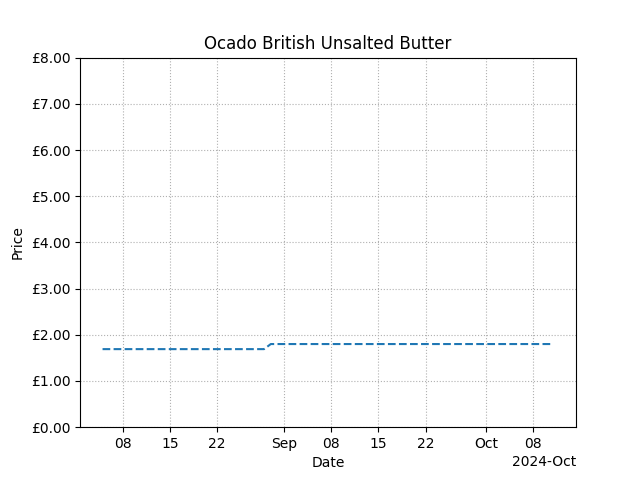 Ocado British Unsalted Butter
£8.00
£7.00
£6.00
£5.00
£4.00
£3.00
£2.00
£1.00
£0.00
Price
08 15 22 Sep 08 15 22 Oct 08
Date
2024-Oct